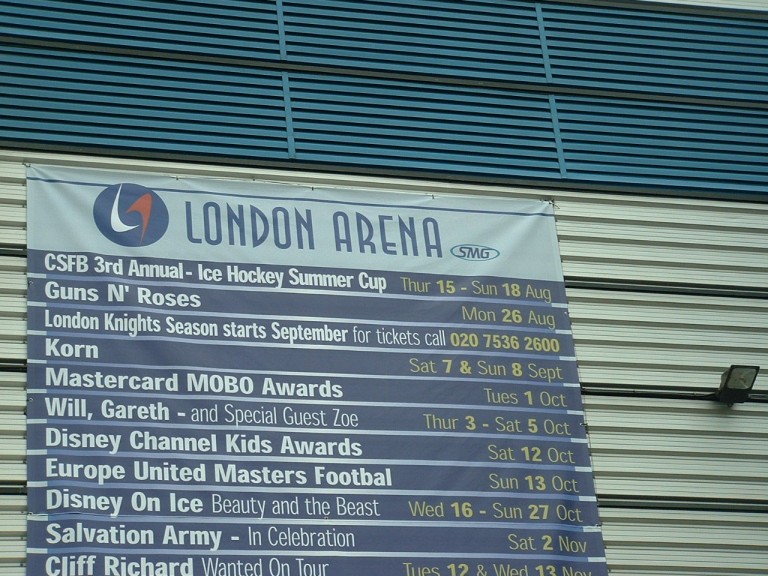 LONDON ARENA SMG
CSFB 3rd Annual - Ice Hockey Summer Cup Thur 15 - Sun 18 Aug
Guns N' Roses Mon 26 Aug
London Knights Season starts September for tickets call 020 7536 2600
Korn Sat 7 & Sun 8 Sept
Mastercard MOBO Awards Tues 1 Oct
Will, Gareth - and Special Guest Zoe Thur 3 - Sat 5 Oct
Disney Channel Kids Awards Sat 12 Oct
Europe United Masters Footbal Sun 13 Oct
Disney On Ice Beauty and the Beast Wed 16 - Sun 27 Oct
Salvation Army - In Celebration Sat 2 Nov
Cliff Richard Wanted On Tour Tues 12 & Wed 13 Nov